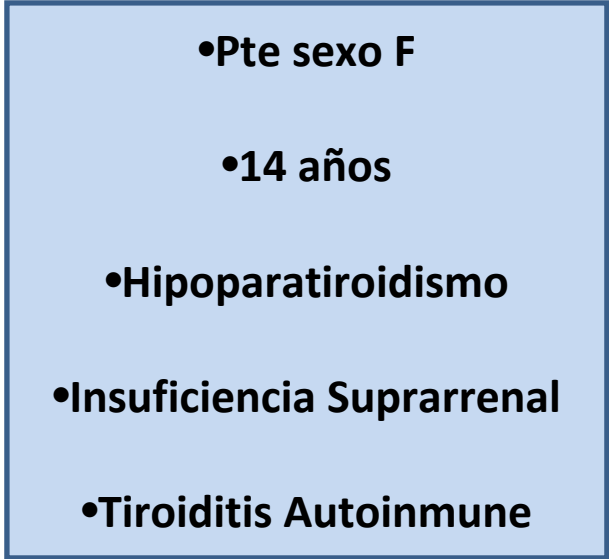 •Pte sexo F
•14 años
•Hipoparatiroidismo
•Insuficiencia Suprarrenal
•Tiroiditis Autoinmune